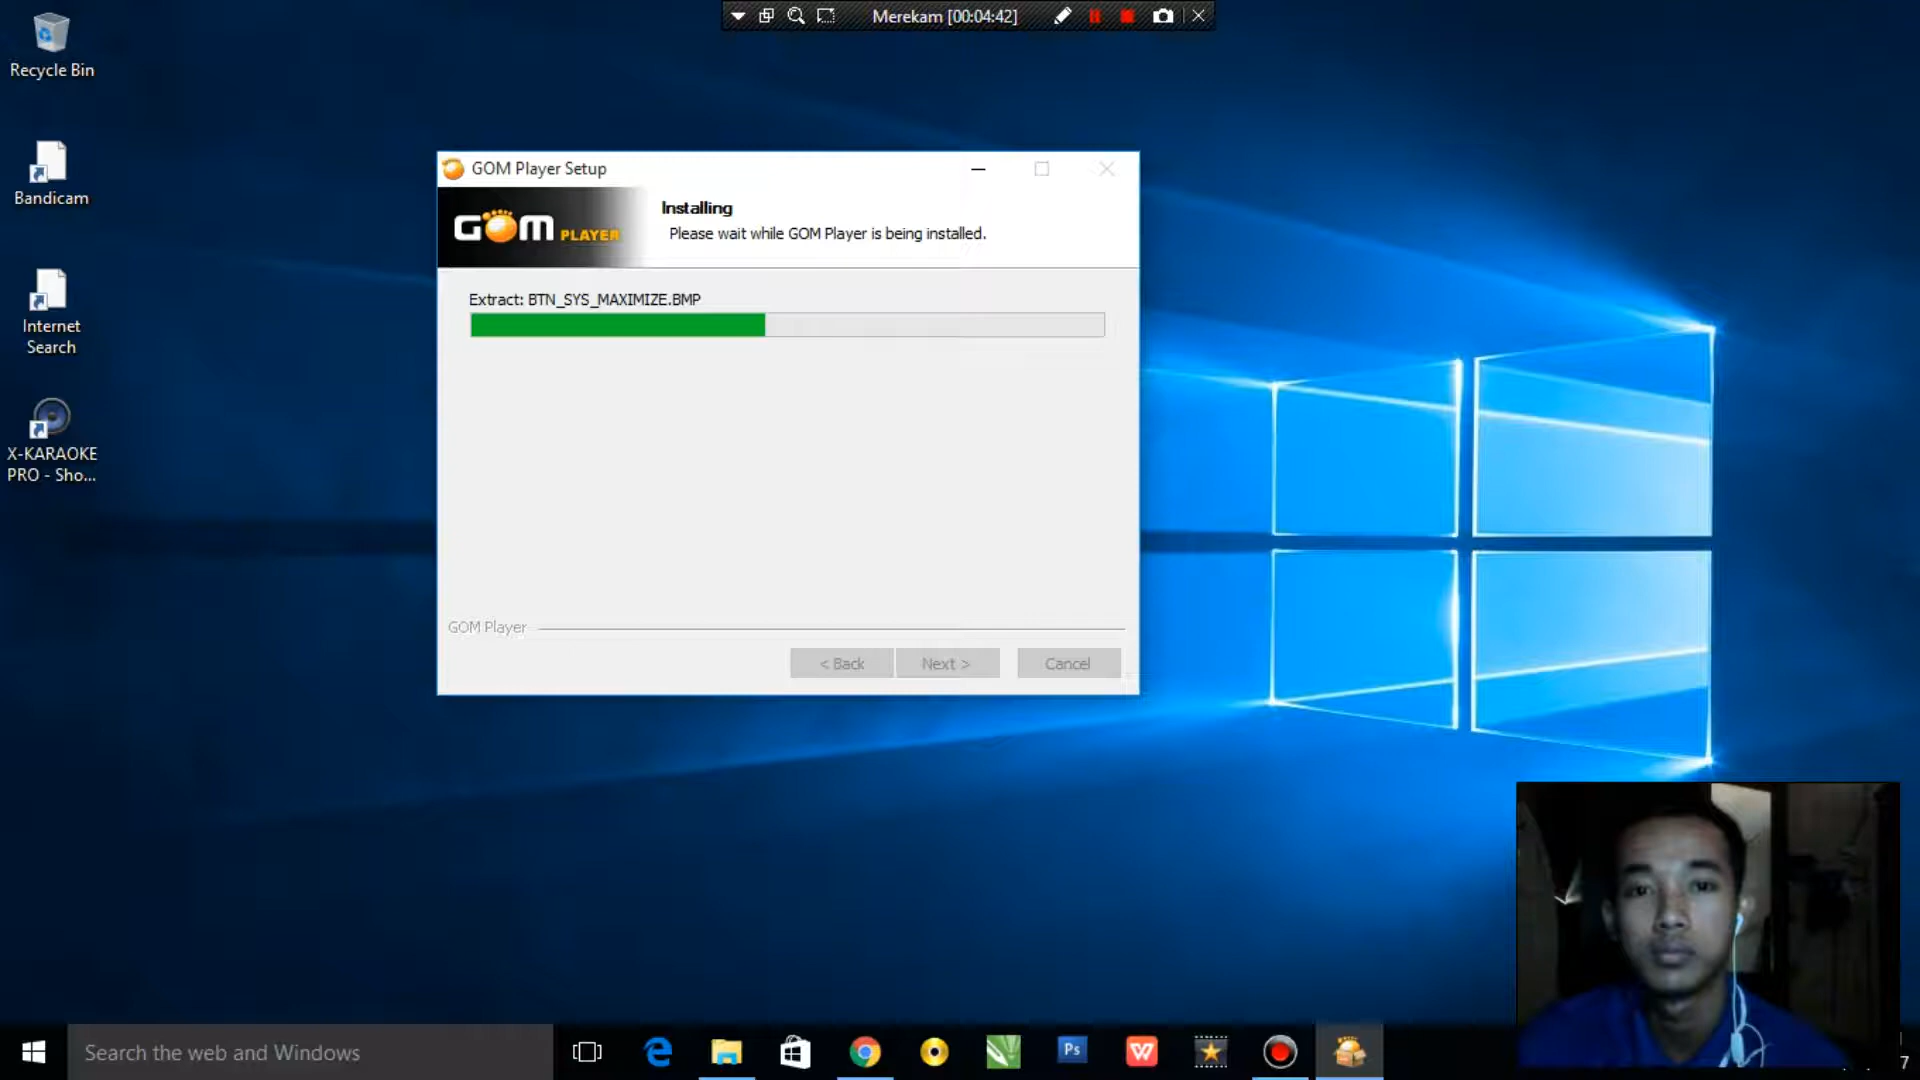 Merekam [00:04:42]
Recycle Bin
Bandicam
Internet
Search
X-KARAOKE
PRO - Sho...
GOM Player Setup
GOM PLAYER
Installing
Please wait while GOM Player is being installed.
Extract: BTN_SYS_MAXIMIZE.BMP
GOM Player
< Back
Next >
Cancel
Search the web and Windows
Ps
W
7